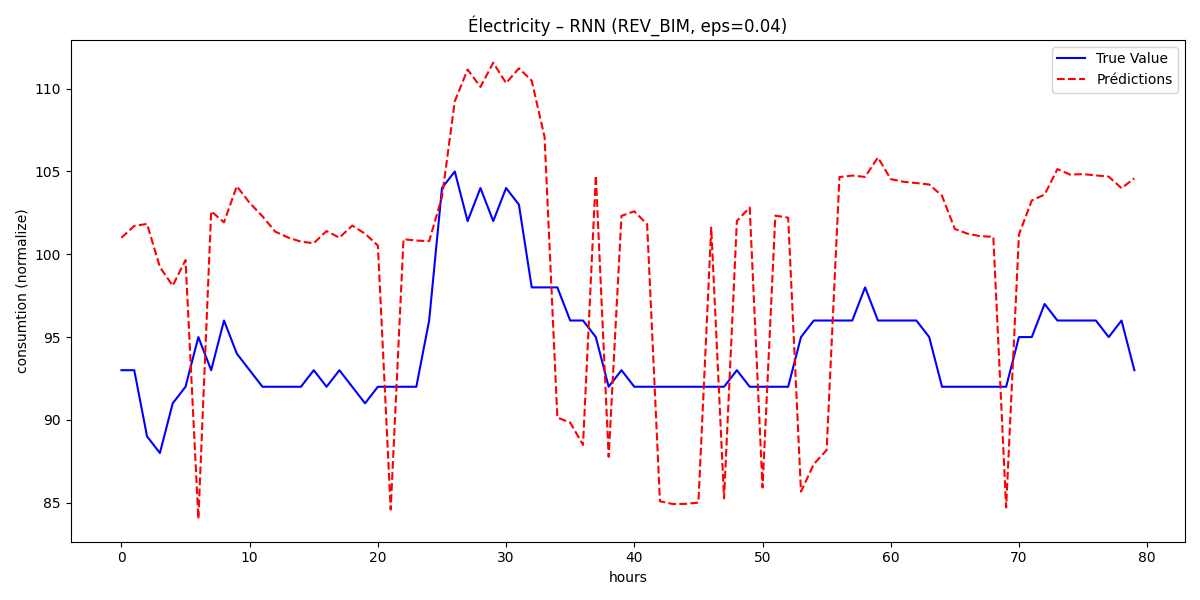 Électricity – RNN (REV_BIM, eps=0.04)
True Value
Prédictions
consumtion (normalize)
110
105
100
95
90
85
0 10 20 30 40 50 60 70 80
hours